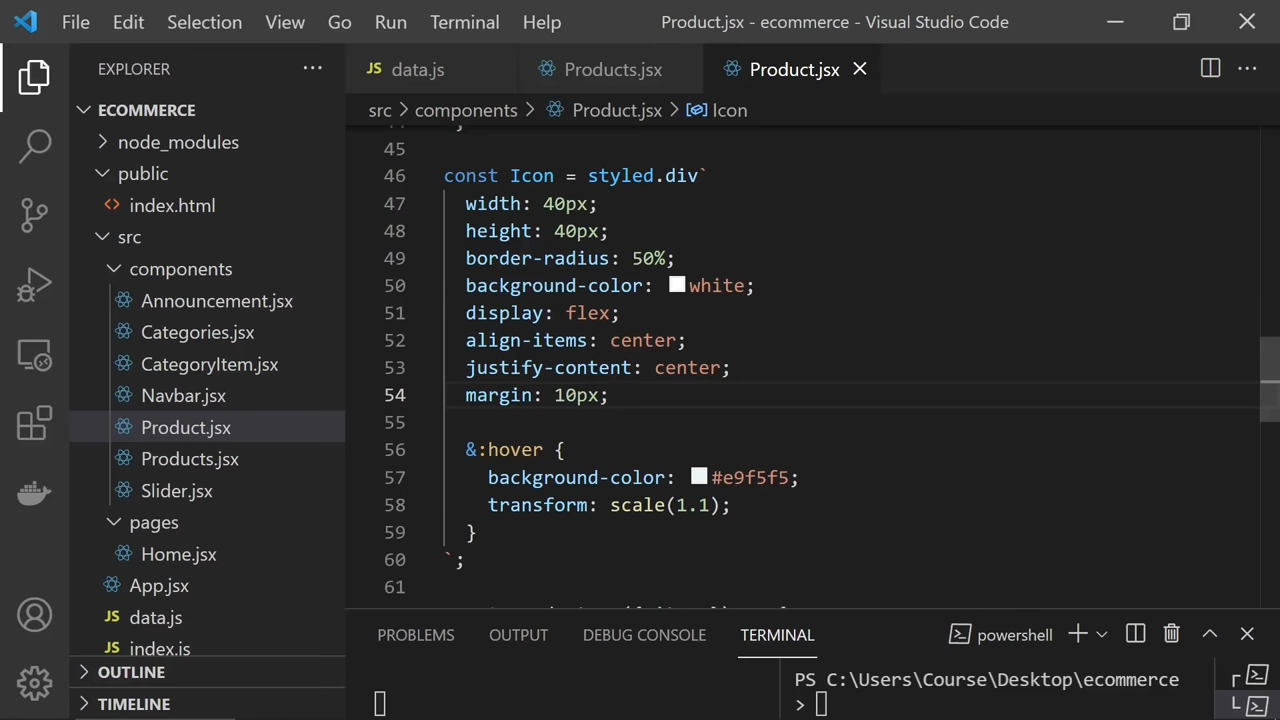 File Edit Selection View Go Run Terminal Help Product.jsx - ecommerce - Visual Studio Code
EXPLORER
ECOMMERCE
node_modules
public
index.html
src
components
Announcement.jsx
Categories.jsx
CategoryItem.jsx
Navbar.jsx
Product.jsx
Products.jsx
Slider.jsx
pages
Home.jsx
App.jsx
JS data.js
JS index.js
OUTLINE
TIMELINE
JS data.js Products.jsx Product.jsx
src > components > Product.jsx > Icon
45
46 const Icon = styled.div`
47 width: 40px;
48 height: 40px;
49 border-radius: 50%;
50 background-color: white;
51 display: flex;
52 align-items: center;
53 justify-content: center;
54 margin: 10px;
55
56 &:hover {
57 background-color: #e9f5f5;
58 transform: scale(1.1);
59 }
60 `;
61
PROBLEMS OUTPUT DEBUG CONSOLE TERMINAL powershell
PS C:\Users\Course\Desktop\ecommerce
>